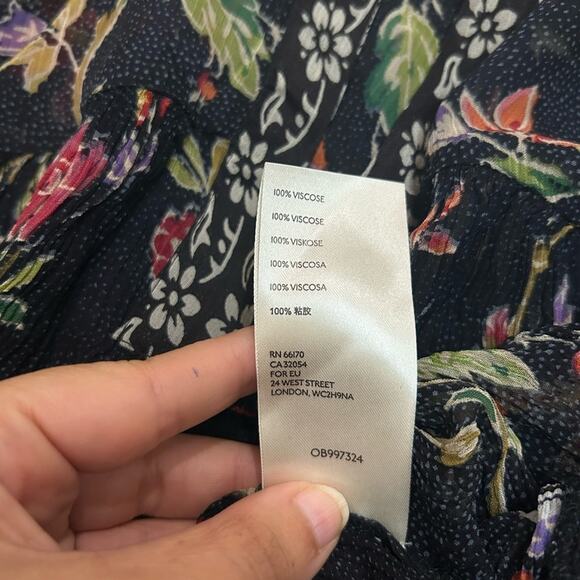 100% VISCOSE
100% VISCOSE
100% VISKOSE
100% VISCOSA
100% VISCOSA
100% 粘胶
RN 66170
CA 32054
FOR EU
24 WEST STREET
LONDON, WC2H9NA
OB997324